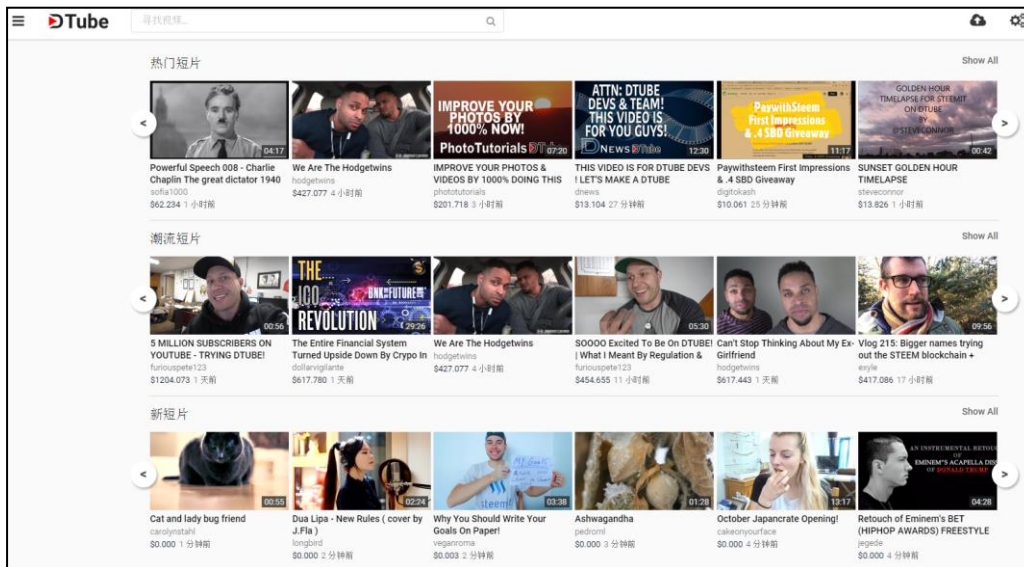 DTube
寻找视频...
热门短片
Show All
IMPROVE YOUR
PHOTOS BY
1000% NOW!
PhotoTutorials DTube
ATTN: DTUBE
DEVS & TEAM!
THIS VIDEO IS
FOR YOU GUYS!
DNEWS DTube
PaywithSteem
First Impressions
& .4 SBD Giveaway
GOLDEN HOUR
TIMELAPSE FOR STEEMIT
ON DTUBE
BY
@STEVECONNOR
04:17
07:20
12:30
11:17
00:42
Powerful Speech 008 - Charlie
Chaplin The great dictator 1940
sofia1000
$62.234 1 小时前
We Are The Hodgetwins
hodgetwins
$427.077 4 小时前
IMPROVE YOUR PHOTOS &
VIDEOS BY 1000% DOING THIS
phototutorials
$201.718 3 小时前
THIS VIDEO IS FOR DTUBE DEVS
! LET'S MAKE A DTUBE
dnews
$13.104 27 分钟前
Paywithsteem First Impressions
& .4 SBD Giveaway
digitokash
$10.061 25 分钟前
SUNSET GOLDEN HOUR
TIMELAPSE
steveconnor
$13.826 1 小时前
潮流短片
Show All
THE
ICO
REVOLUTION
BNK FUTURE
00:56
29:26
05:30
09:56
5 MILLION SUBSCRIBERS ON
YOUTUBE - TRYING DTUBE!
furiouspete123
$1204.073 1 天前
The Entire Financial System
Turned Upside Down By Crypo In
dollarvigilante
$617.780 1 天前
We Are The Hodgetwins
hodgetwins
$427.077 4 小时前
SOOOO Excited To Be On DTUBE!
| What I Meant By Regulation &
furiouspete123
$454.655 11 小时前
Can't Stop Thinking About My Ex-
Girlfriend
hodgetwins
$617.443 1 天前
Vlog 215: Bigger names trying
out the STEEM blockchain +
exyle
$417.086 17 小时前
新短片
Show All
My Goals
steem
AN INSTRUMENTAL RETOUCH
OF
EMINEM"S ACAPELLA DISS
OF DONALD TRUMP
00:55
02:24
03:38
01:28
13:17
04:28
Cat and lady bug friend
carolynstahl
$0.000 1 分钟前
Dua Lipa - New Rules ( cover by
J.Fla )
longbird
$0.000 2 分钟前
Why You Should Write Your
Goals On Paper!
veganroma
$0.003 2 分钟前
Ashwagandha
pedroml
$0.000 3 分钟前
October Japancrate Opening!
cakeonyourface
$0.000 4 分钟前
Retouch of Eminem's BET
(HIPHOP AWARDS) FREESTYLE
jegede
$0.000 4 分钟前